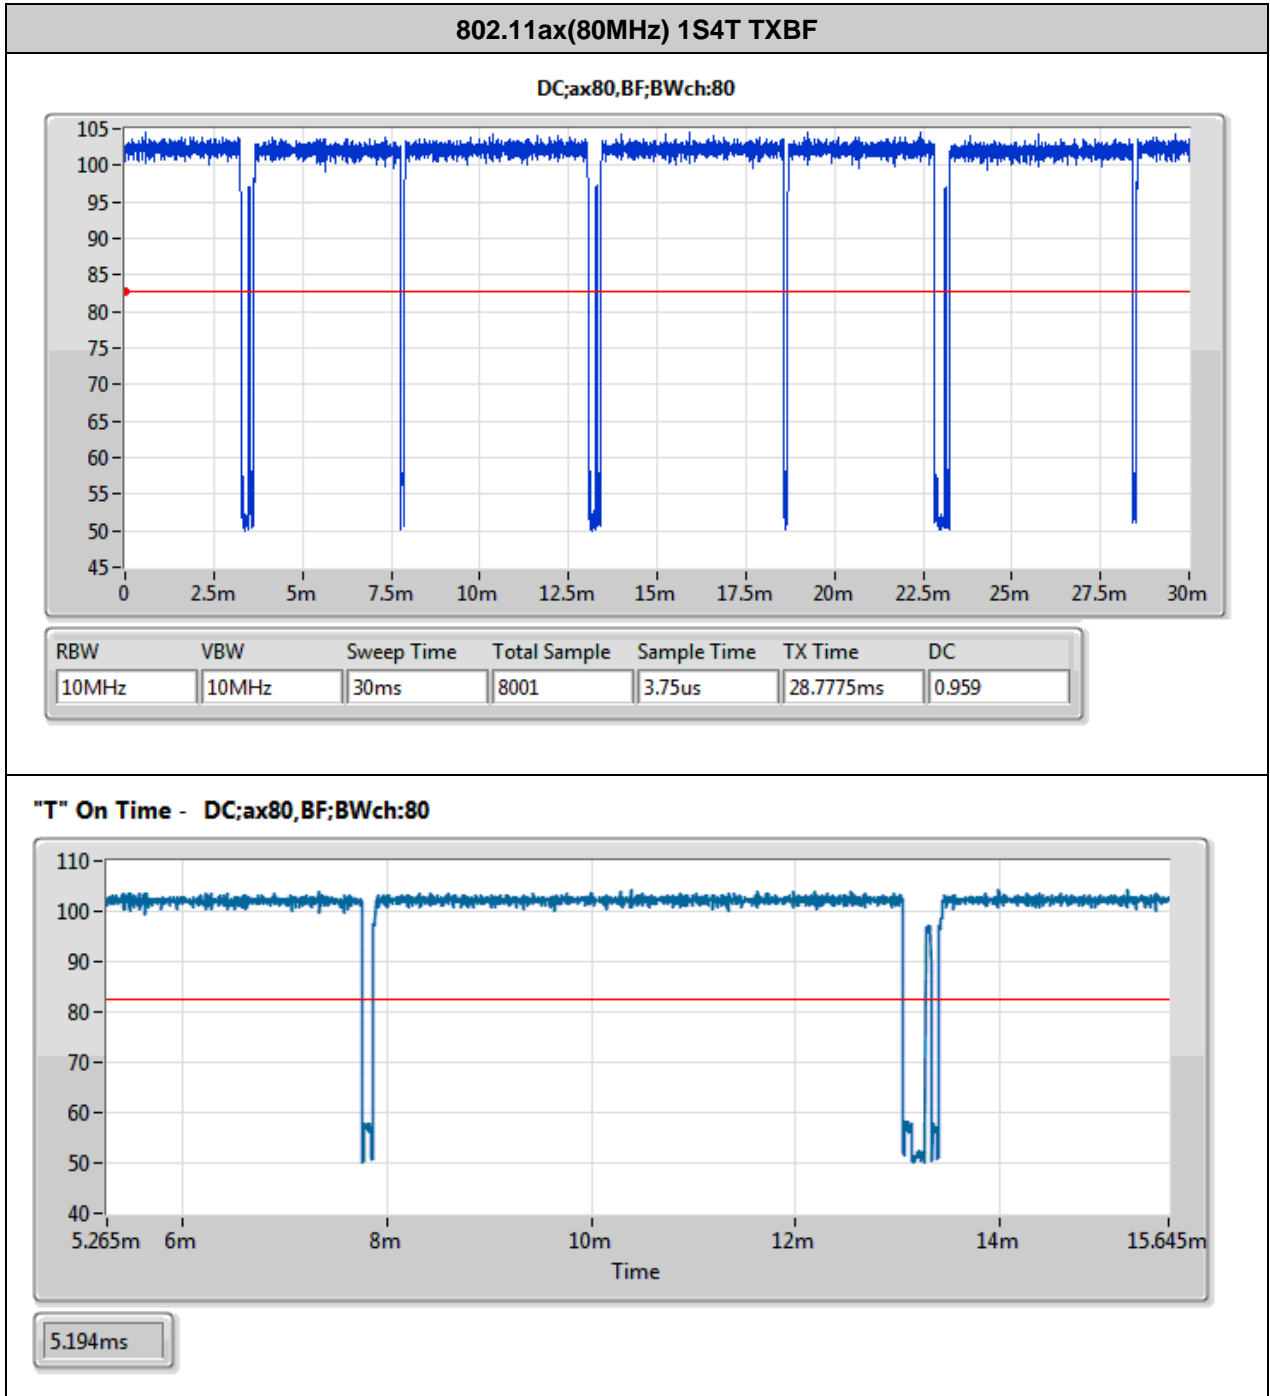 802.11ax(80MHz) 1S4T TXBF
DC;ax80,BF;BWch:80
105
100
95
90
85
80
75
70
65
60
55
50
45
0 2.5m 5m 7.5m 10m 12.5m 15m 17.5m 20m 22.5m 25m 27.5m 30m
RBW VBW Sweep Time Total Sample Sample Time TX Time DC
10MHz 10MHz 30ms 8001 3.75us 28.7775ms 0.959
"T" On Time - DC;ax80,BF;BWch:80
110
100
90
80
70
60
50
40
5.265m 6m 8m 10m 12m 14m 15.645m
Time
5.194ms